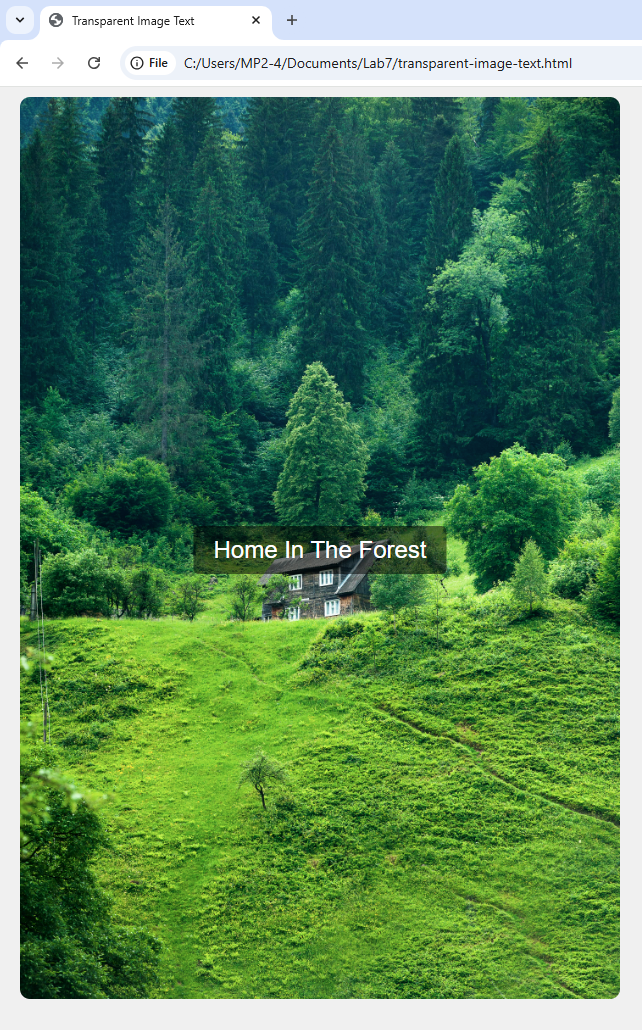 Transparent Image Text
File
C:/Users/MP2-4/Documents/Lab7/transparent-image-text.html
Home In The Forest